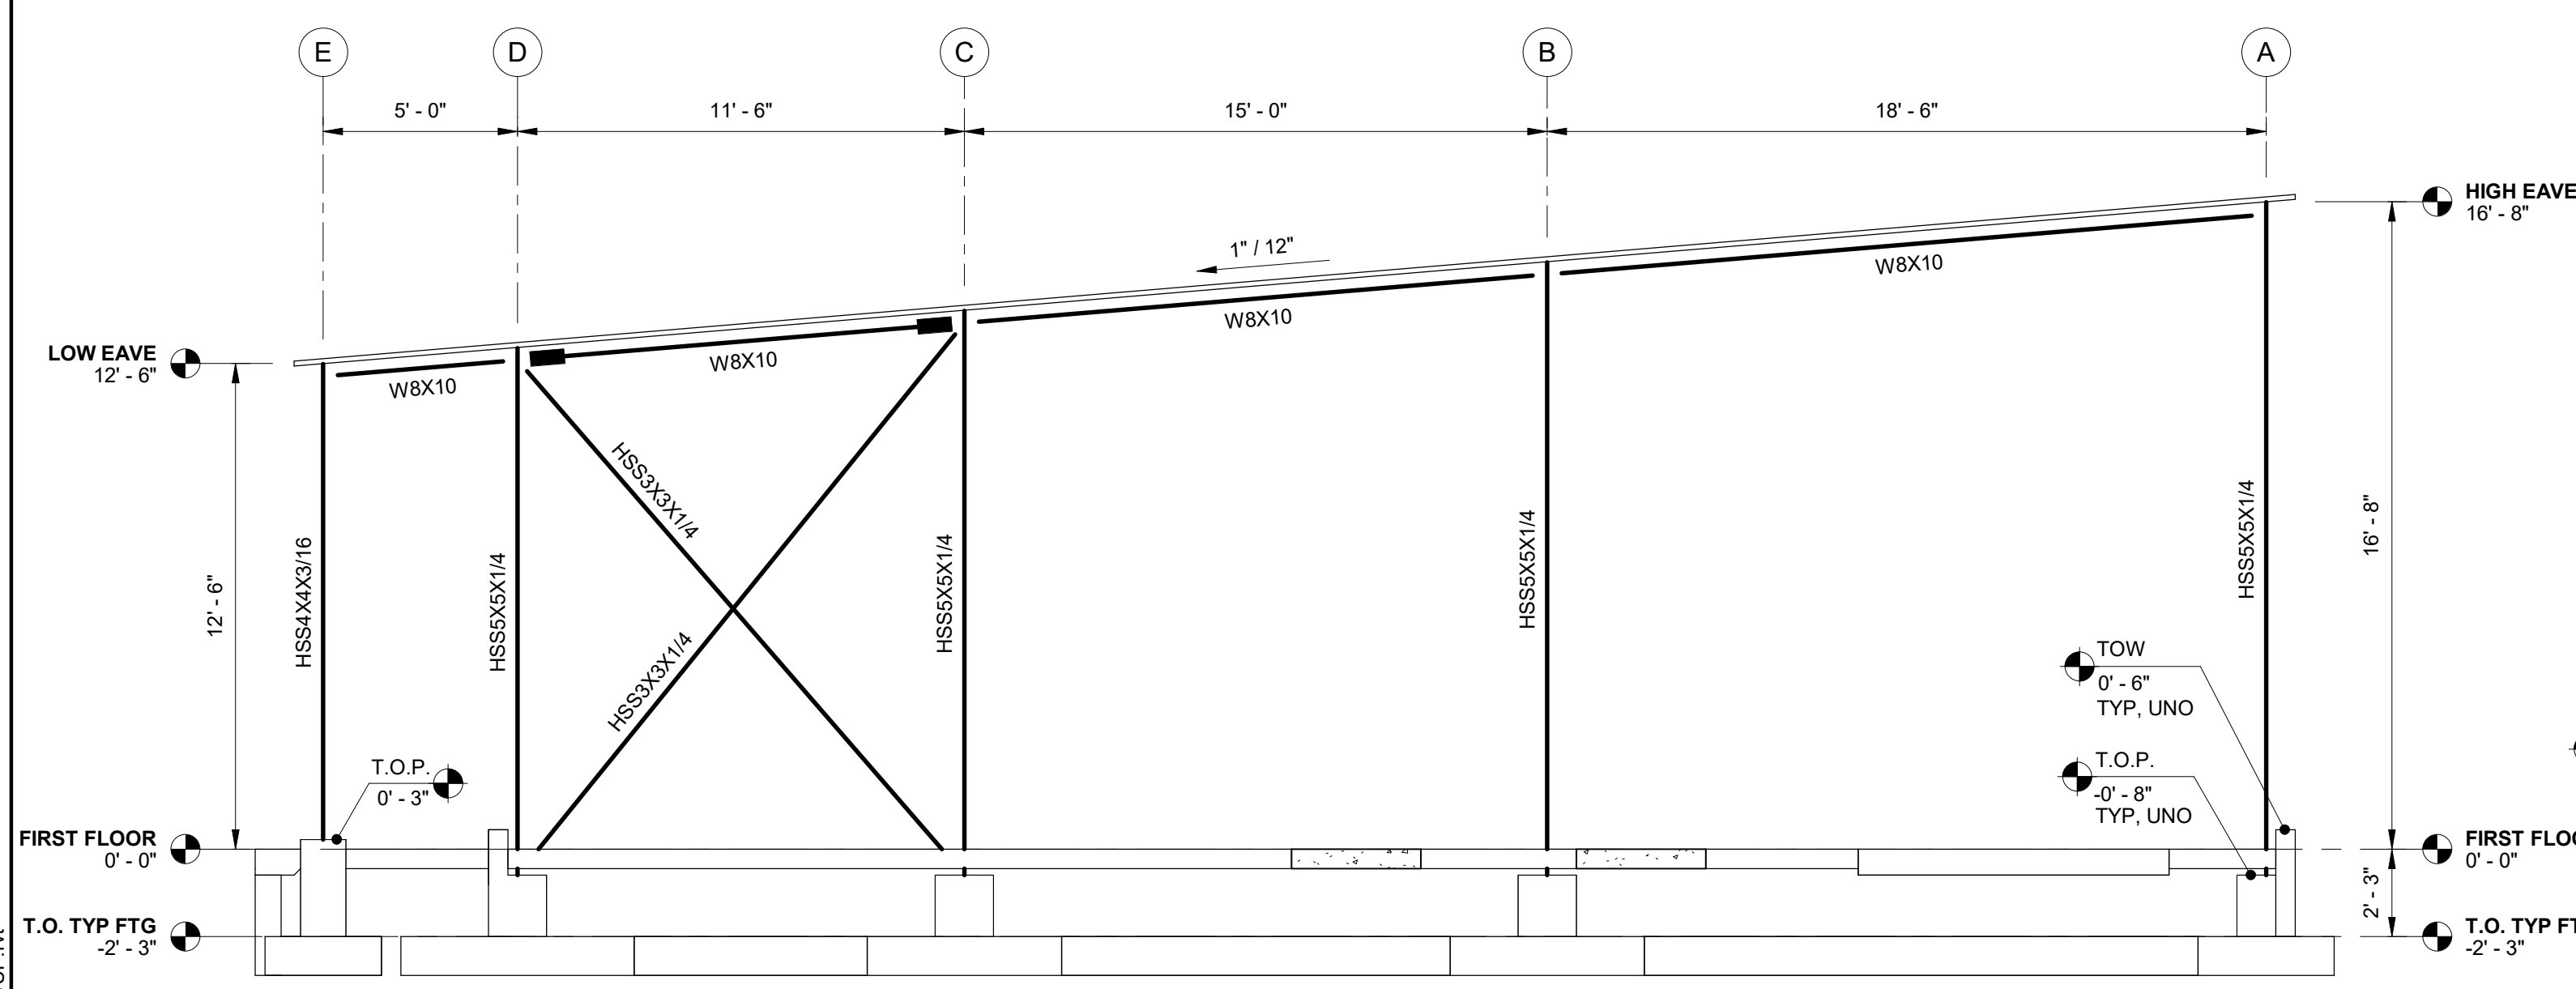 E
D
C
B
A
5' - 0"
11' - 6"
15' - 0"
18' - 6"
HIGH EAVE
16' - 8"
1" / 12"
W8X10
W8X10
W8X10
W8X10
LOW EAVE
12' - 6"
HSS3X3X1/4
HSS3X3X1/4
HSS4X4X3/16
HSS5X5X1/4
HSS5X5X1/4
HSS5X5X1/4
HSS5X5X1/4
12' - 6"
16' - 8"
TOW
0' - 6"
TYP, UNO
T.O.P.
0' - 3"
T.O.P.
-0' - 8"
TYP, UNO
FIRST FLOOR
0' - 0"
FIRST FLOO
0' - 0"
2' - 3"
T.O. TYP FTG
-2' - 3"
T.O. TYP FT
-2' - 3"